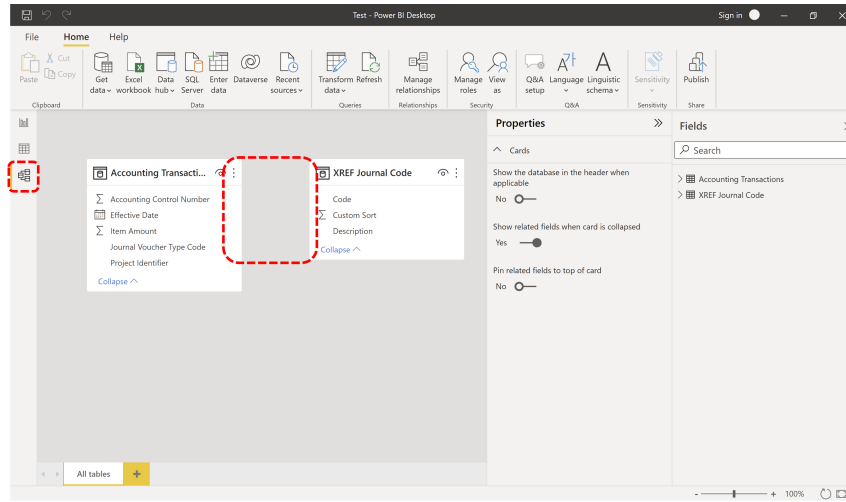 Test - Power BI Desktop
Sign in
File Home Help
Paste
Cut
Copy
Get data
Excel workbook
Data hub
SQL Server
Enter data
Dataverse
Recent sources
Transform data
Refresh
Manage relationships
Manage roles
View as
Q&A setup
Language
Linguistic schema
Sensitivity
Publish
Clipboard
Data
Queries
Relationships
Security
Q&A
Sensitivity
Share
Accounting Transacti...
Accounting Control Number
Effective Date
Item Amount
Journal Voucher Type Code
Project Identifier
Collapse
XREF Journal Code
Code
Custom Sort
Description
Collapse
Properties
Cards
Show the database in the header when
applicable
No
Show related fields when card is collapsed
Yes
Pin related fields to top of card
No
Fields
Search
Accounting Transactions
XREF Journal Code
All tables
100%